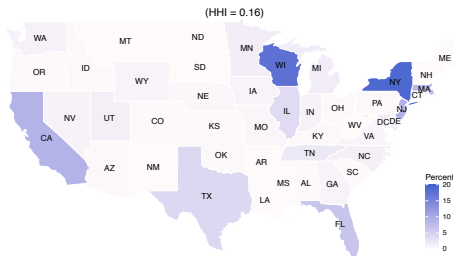 (HHI = 0.16)
WA
MT
ND
MN
ME
OR
ID
SD
WI
MI
NY
NH
WY
MA
CT
NE
IA
PA
NJ
NV
UT
IL
IN
OH
DC
DE
CA
CO
KS
MO
WV
KY
VA
TN
NC
AZ
NM
OK
AR
SC
MS
AL
GA
TX
LA
FL
Percent
20
15
10
5
0